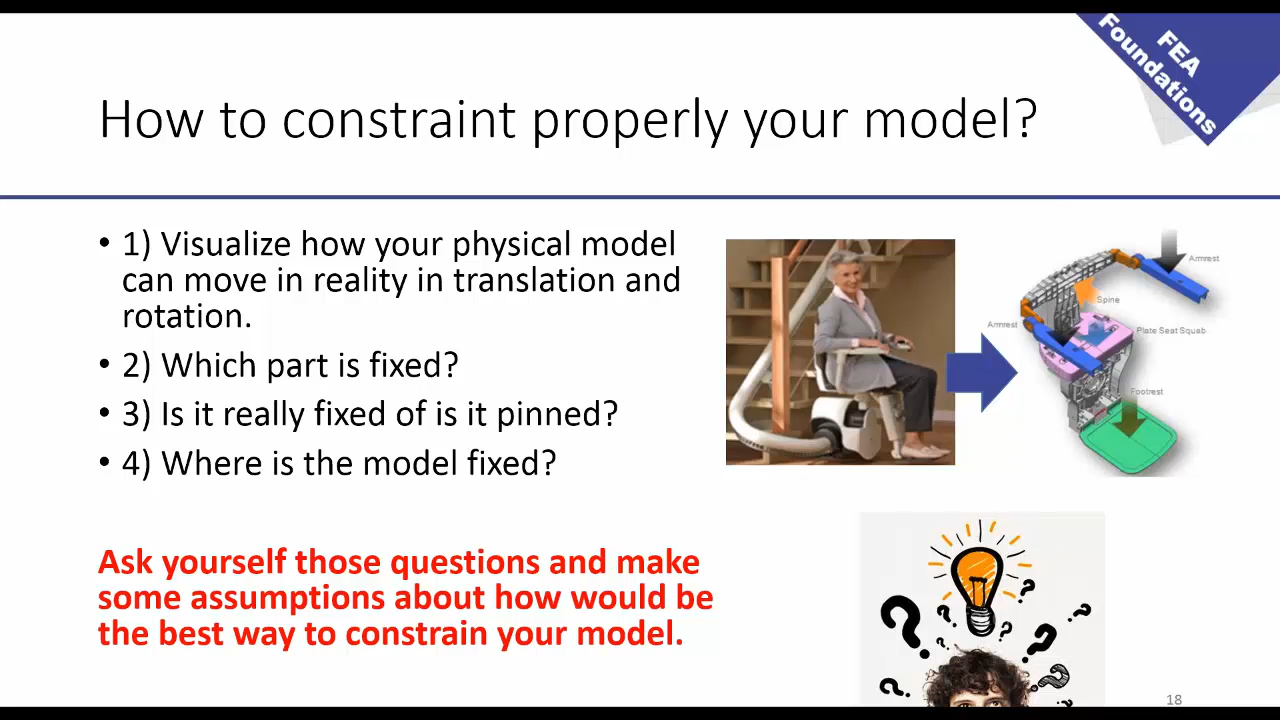 FEA
Foundations
How to constraint properly your model?
• 1) Visualize how your physical model
can move in reality in translation and
rotation.
• 2) Which part is fixed?
• 3) Is it really fixed of is it pinned?
• 4) Where is the model fixed?
Ask yourself those questions and make
some assumptions about how would be
the best way to constrain your model.
Armrest
Spine
Armrest
Plate Seat Squab
Footrest
18